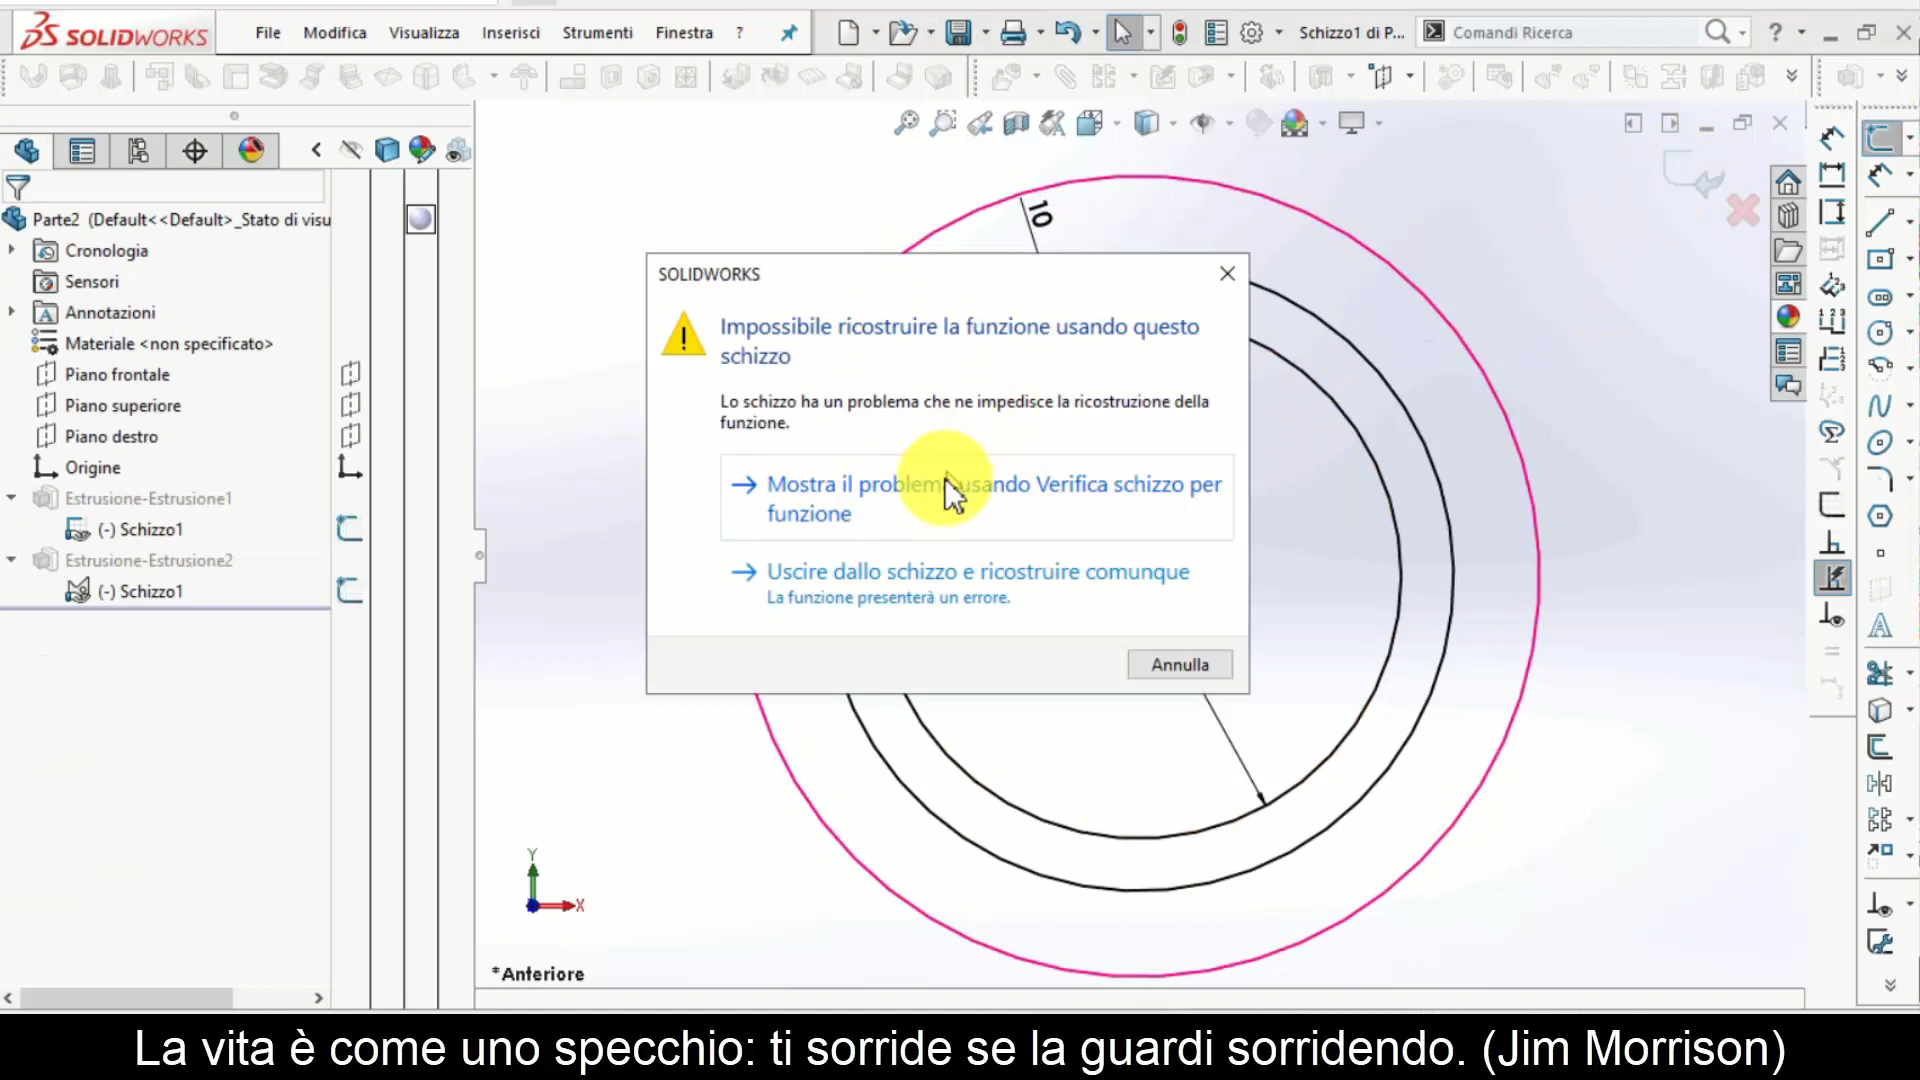 SOLIDWORKS
File Modifica Visualizza Inserisci Strumenti Finestra ?
Schizzo1 di P...
Comandi Ricerca
?
Parte2 (Default<<Default>_Stato di visu
Cronologia
Sensori
Annotazioni
Materiale <non specificato>
Piano frontale
Piano superiore
Piano destro
Origine
Estrusione-Estrusione1
(-) Schizzo1
Estrusione-Estrusione2
(-) Schizzo1
10
SOLIDWORKS
Impossibile ricostruire la funzione usando questo
schizzo
Lo schizzo ha un problema che ne impedisce la ricostruzione della
funzione.
Mostra il problema usando Verifica schizzo per
funzione
Uscire dallo schizzo e ricostruire comunque
La funzione presenterà un errore.
Annulla
Y
X
*Anteriore
La vita è come uno specchio: ti sorride se la guardi sorridendo. (Jim Morrison)